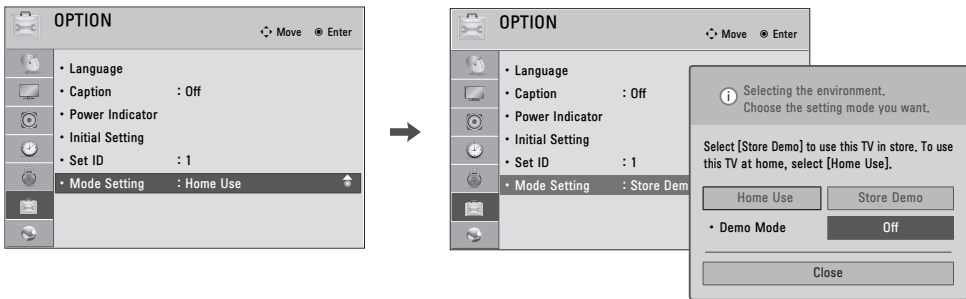 OPTION
Move Enter
• Language
• Caption : Off
• Power Indicator
• Initial Setting
• Set ID : 1
• Mode Setting : Home Use
OPTION
Move Enter
• Language
• Caption : Off
• Power Indicator
• Initial Setting
• Set ID : 1
• Mode Setting : Store Dem
i Selecting the environment.
Choose the setting mode you want.
Select [Store Demo] to use this TV in store. To use
this TV at home, select [Home Use].
Home Use Store Demo
• Demo Mode Off
Close